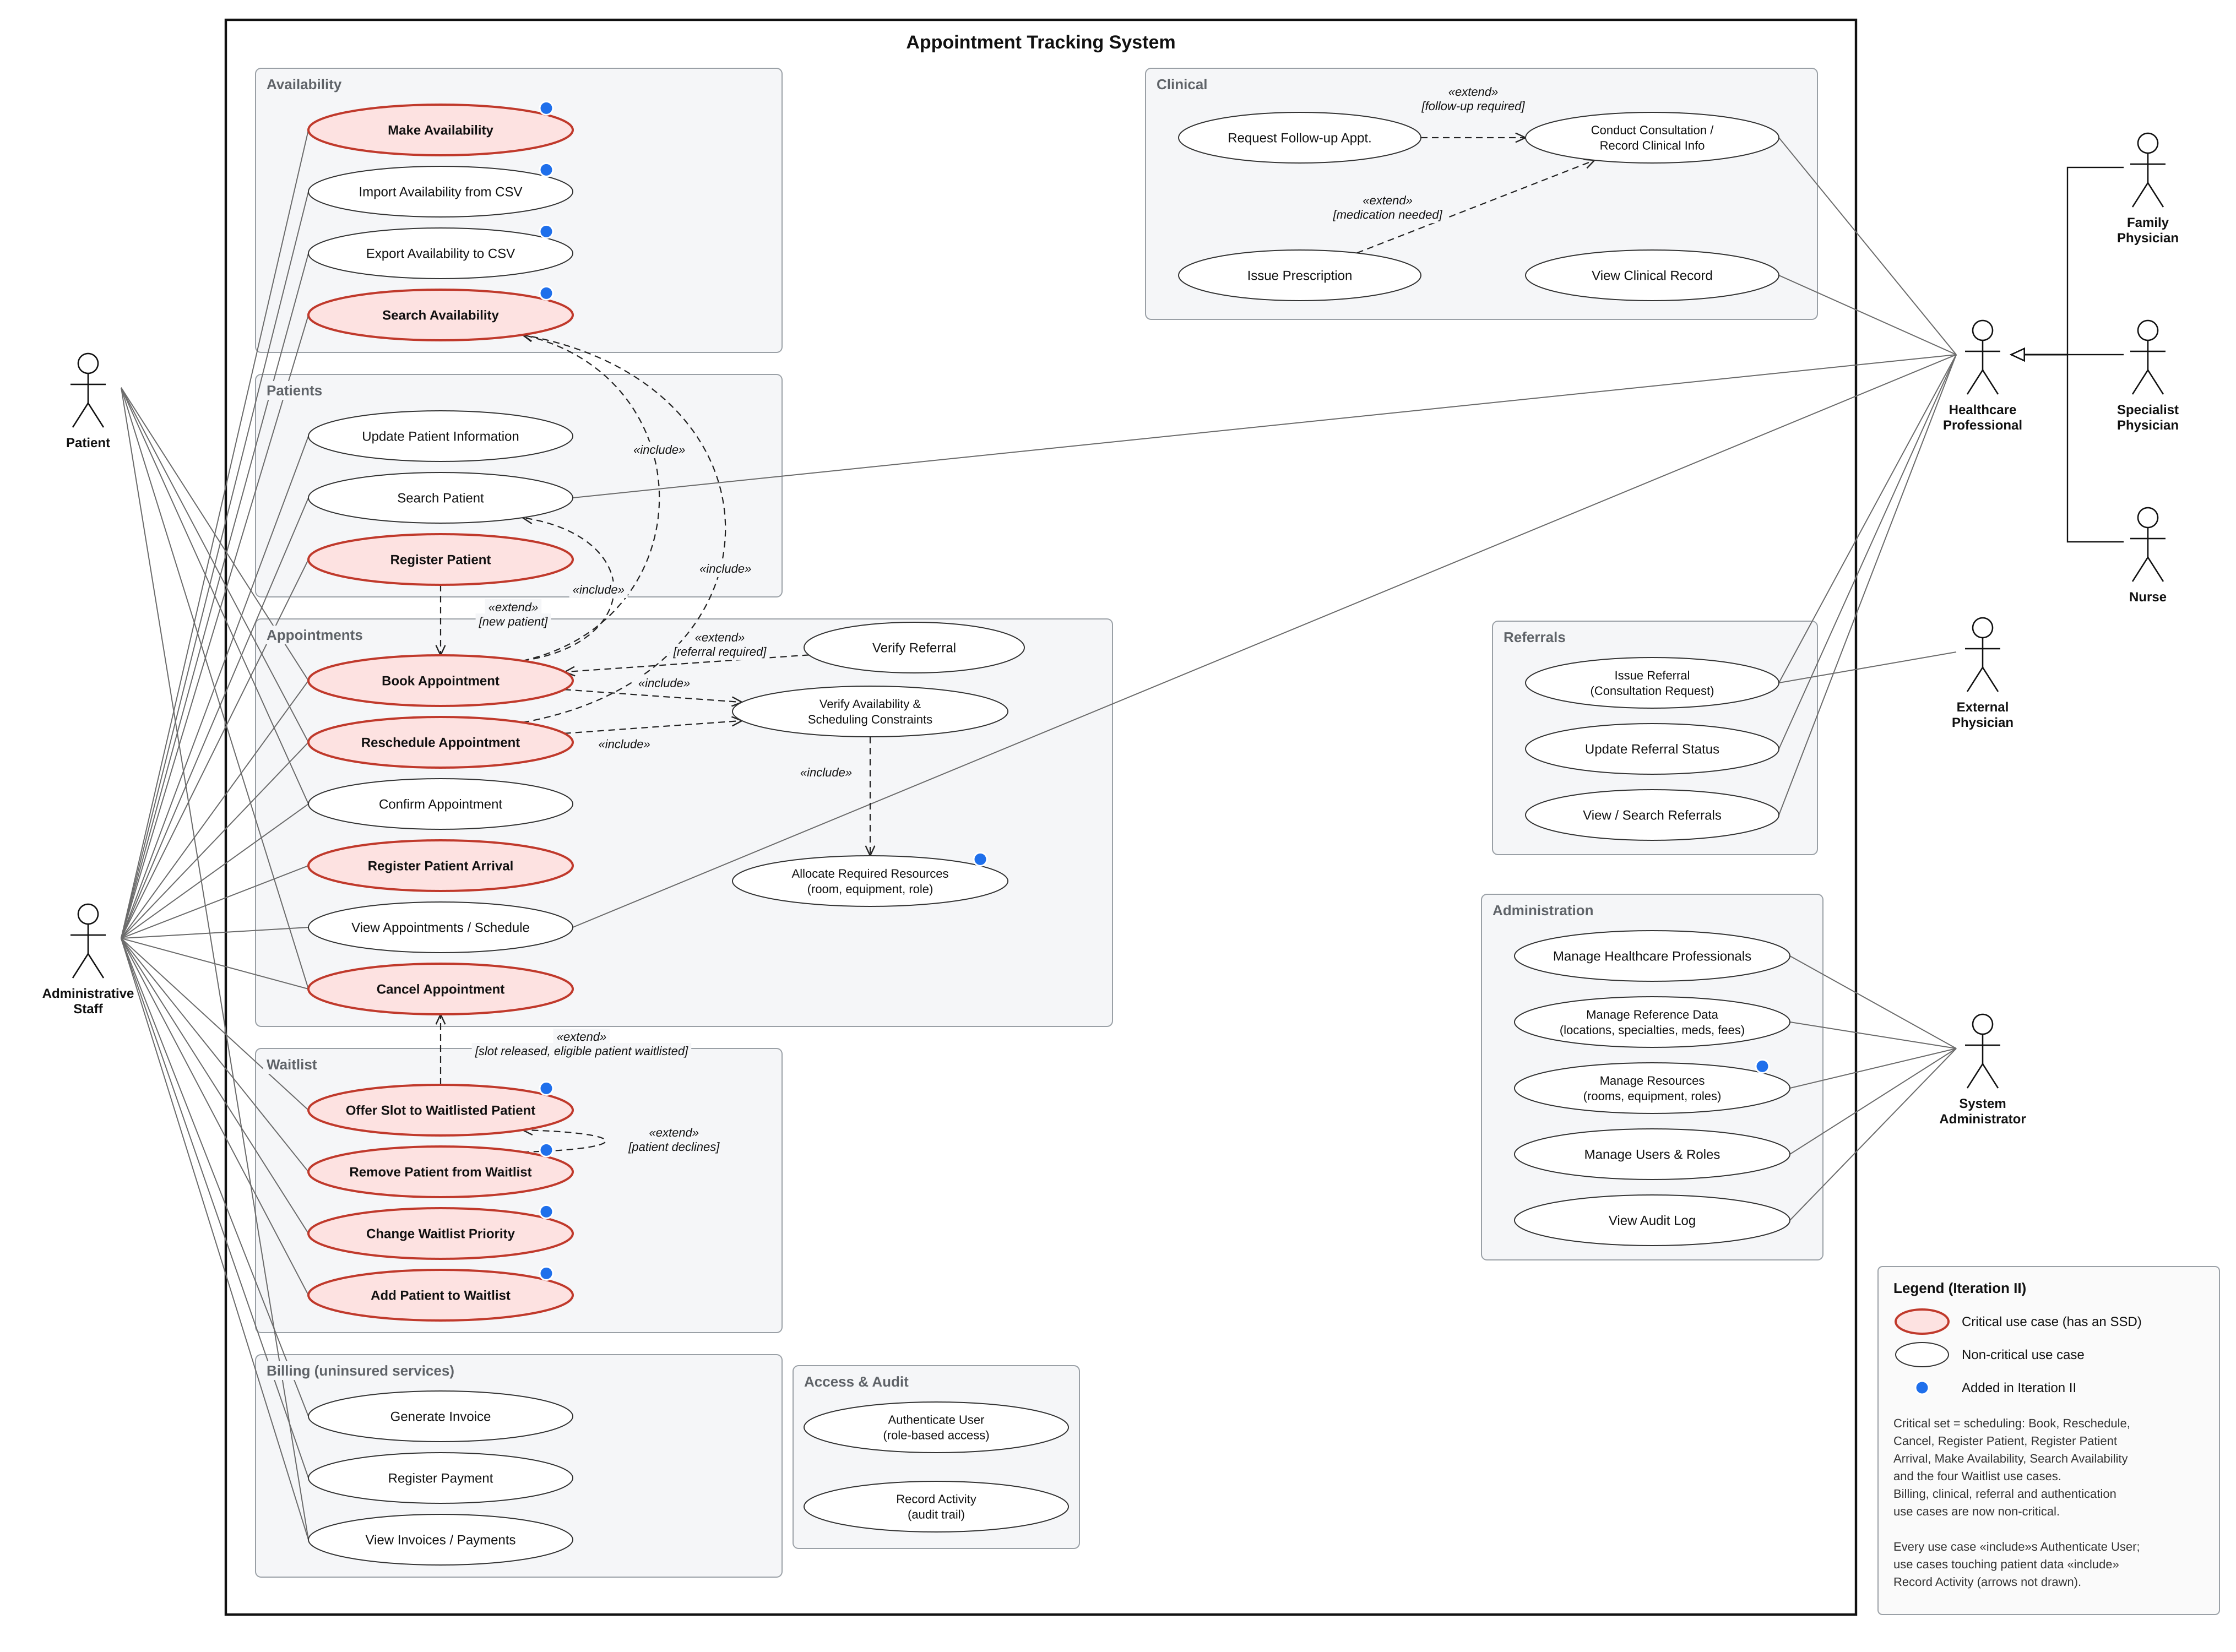 Appointment Tracking System
Availability
Make Availability
Import Availability from CSV
Export Availability to CSV
Search Availability
Patients
Update Patient Information
Search Patient
Register Patient
«include»
«include»
«include»
«extend»
[new patient]
Appointments
Book Appointment
Reschedule Appointment
Confirm Appointment
Register Patient Arrival
View Appointments / Schedule
Cancel Appointment
«extend»
[referral required]
Verify Referral
«include»
Verify Availability &
Scheduling Constraints
«include»
«include»
Allocate Required Resources
(room, equipment, role)
«extend»
[slot released, eligible patient waitlisted]
Waitlist
Offer Slot to Waitlisted Patient
Remove Patient from Waitlist
Change Waitlist Priority
Add Patient to Waitlist
«extend»
[patient declines]
Billing (uninsured services)
Generate Invoice
Register Payment
View Invoices / Payments
Access & Audit
Authenticate User
(role-based access)
Record Activity
(audit trail)
Clinical
«extend»
[follow-up required]
Request Follow-up Appt.
Conduct Consultation /
Record Clinical Info
«extend»
[medication needed]
Issue Prescription
View Clinical Record
Referrals
Issue Referral
(Consultation Request)
Update Referral Status
View / Search Referrals
Administration
Manage Healthcare Professionals
Manage Reference Data
(locations, specialties, meds, fees)
Manage Resources
(rooms, equipment, roles)
Manage Users & Roles
View Audit Log
Patient
Administrative
Staff
Family
Physician
Healthcare
Professional
Specialist
Physician
Nurse
External
Physician
System
Administrator
Legend (Iteration II)
Critical use case (has an SSD)
Non-critical use case
Added in Iteration II
Critical set = scheduling: Book, Reschedule,
Cancel, Register Patient, Register Patient
Arrival, Make Availability, Search Availability
and the four Waitlist use cases.
Billing, clinical, referral and authentication
use cases are now non-critical.
Every use case «include»s Authenticate User;
use cases touching patient data «include»
Record Activity (arrows not drawn).